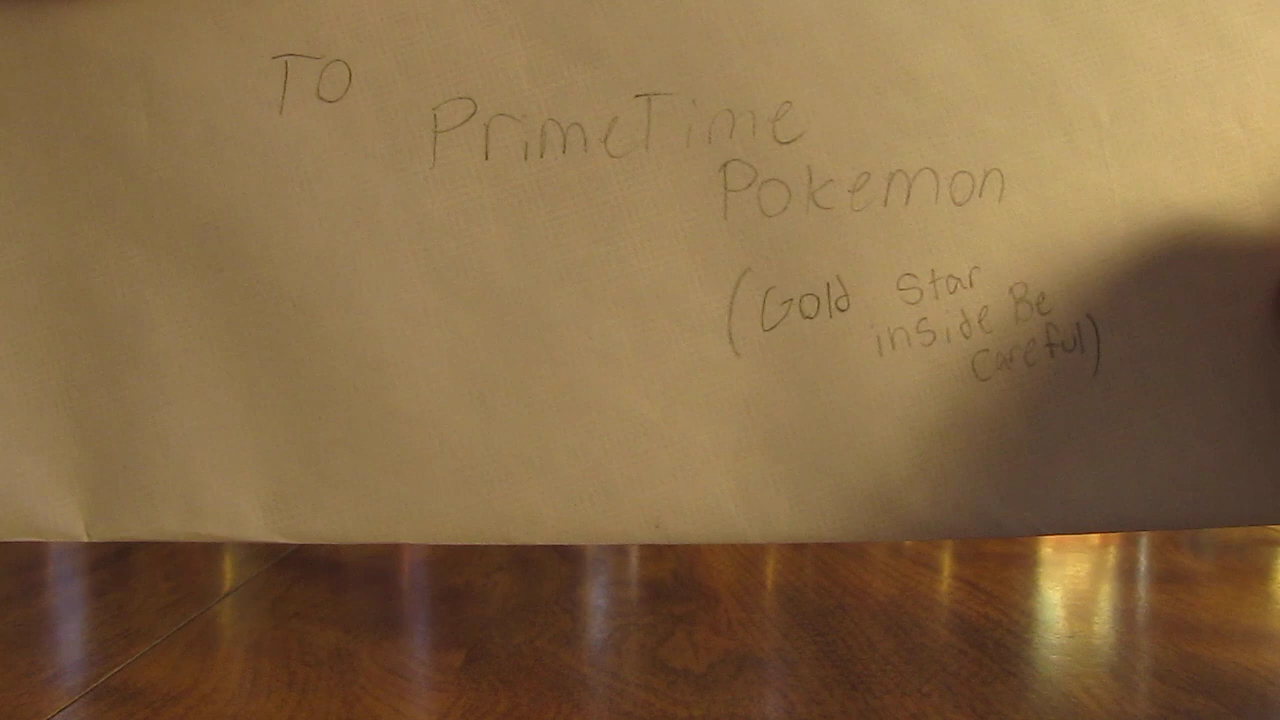 TO
PrimeTime
Pokemon
(Gold Star
inside Be
Careful)